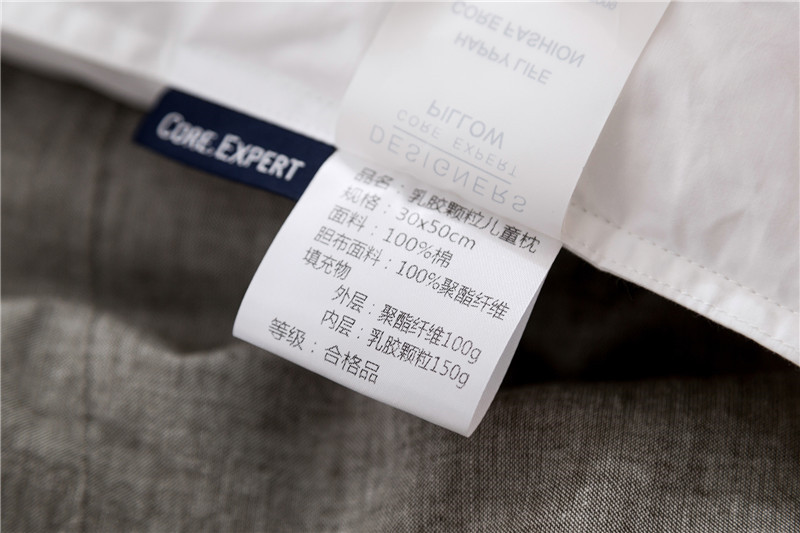 CORE FASHION
HAPPY LIFE
PILLOW
CORE EXPERT
DESIGNERS
CORE.EXPERT
品名：乳胶颗粒儿童枕
规格：30x50cm
面料：100%棉
胆布面料：100%聚酯纤维
填充物
外层：聚酯纤维100g
内层：乳胶颗粒150g
等级：合格品